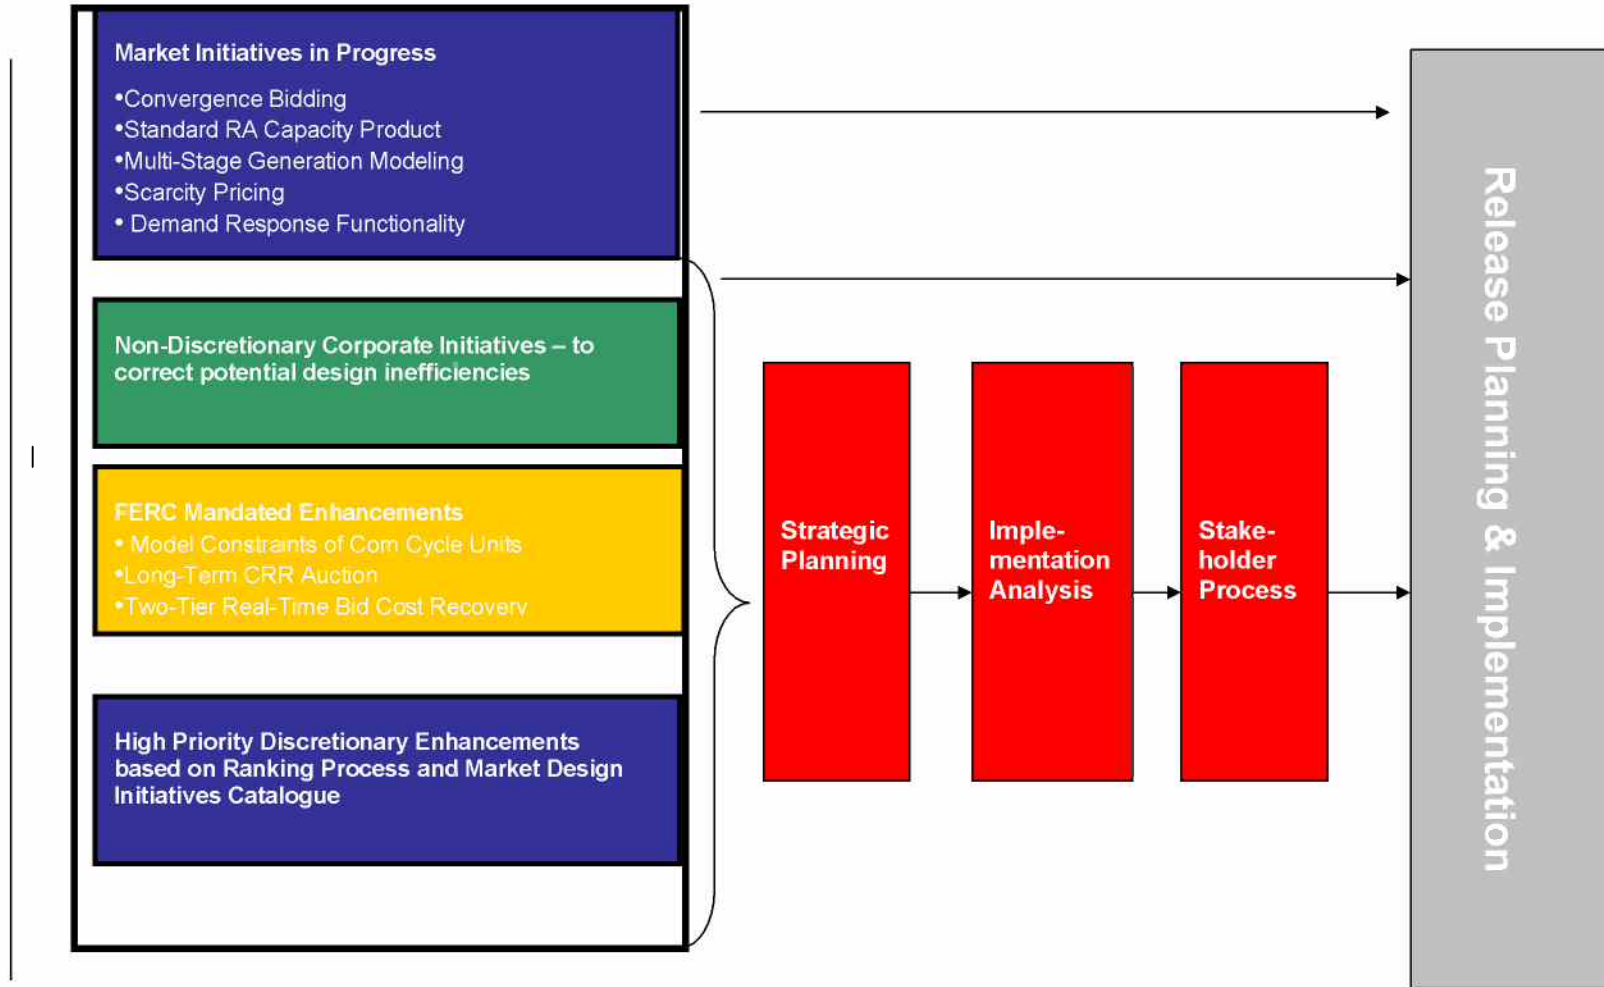 Market Initiatives in Progress
•Convergence Bidding
•Standard RA Capacity Product
•Multi-Stage Generation Modeling
•Scarcity Pricing
• Demand Response Functionality
Non-Discretionary Corporate Initiatives – to
correct potential design inefficiencies
FERC Mandated Enhancements
• Model Constraints of Com Cycle Units
•Long-Term CRR Auction
•Two-Tier Real-Time Bid Cost Recovery
High Priority Discretionary Enhancements
based on Ranking Process and Market Design
Initiatives Catalogue
Strategic
Planning
Imple-
mentation
Analysis
Stake-
holder
Process
Release Planning & Implementation